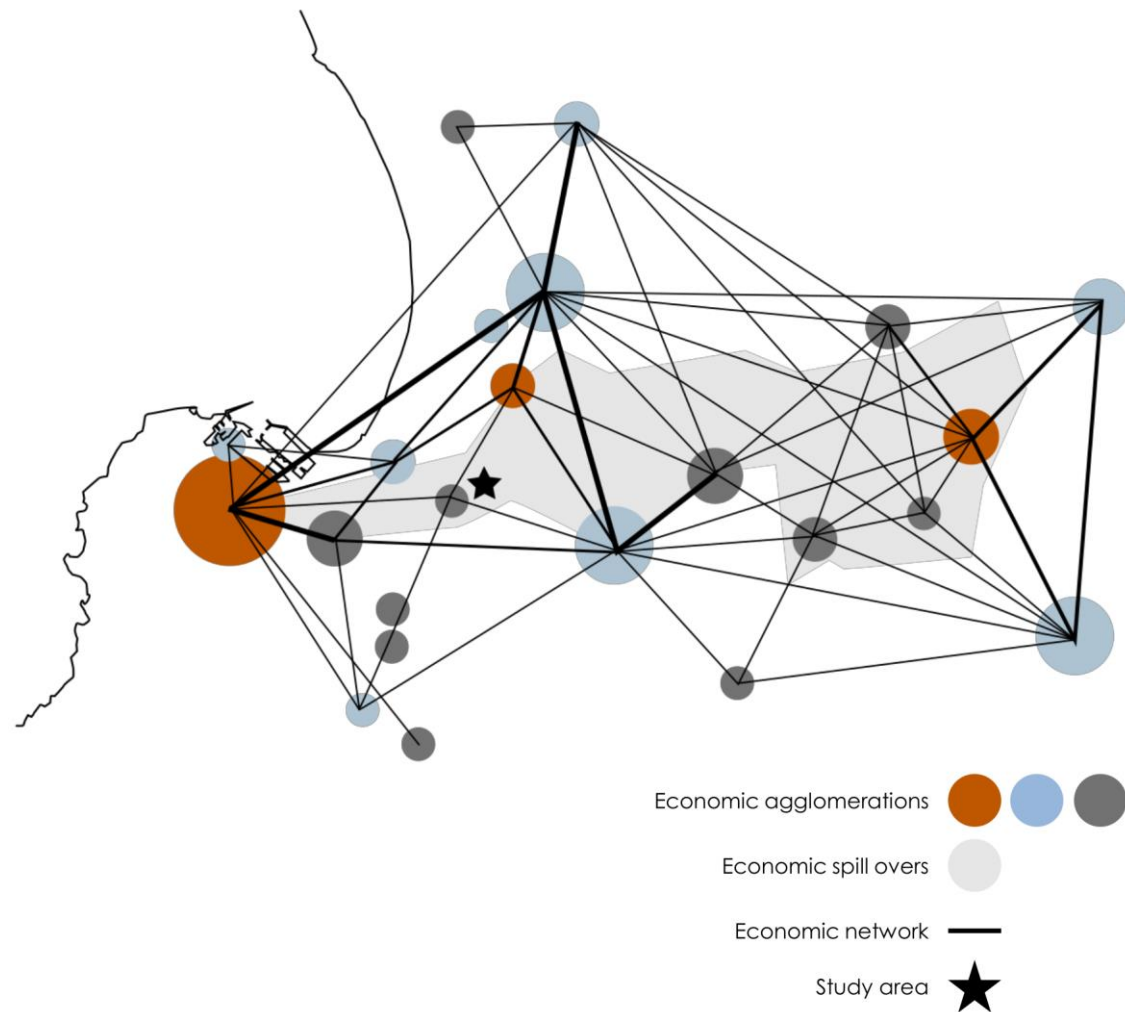 Economic agglomerations
Economic spill overs
Economic network
Study area